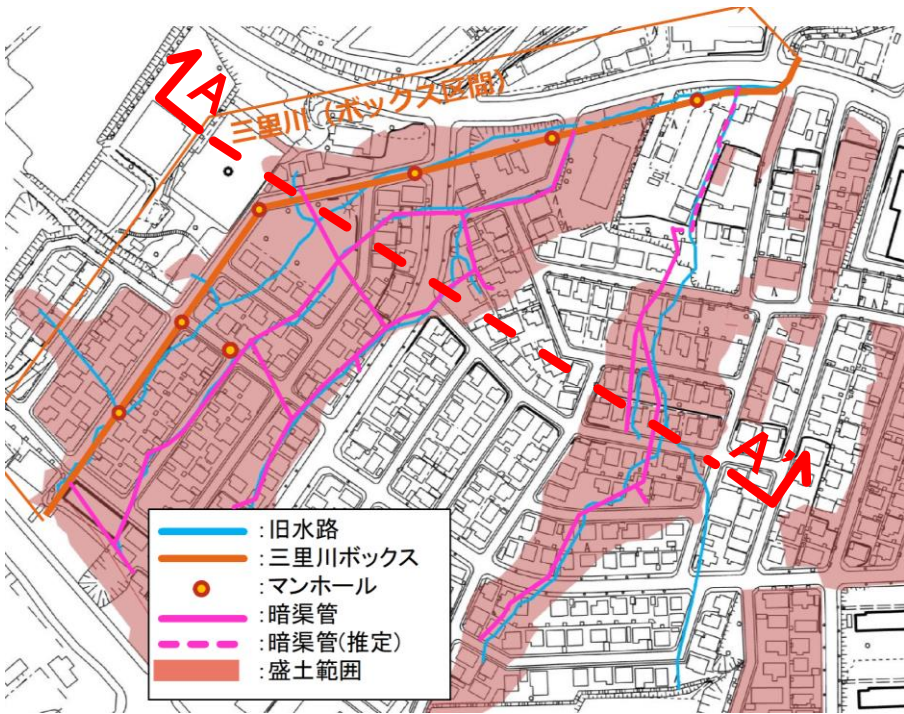 A
三里川（ボックス区間）
A'
：旧水路
：三里川ボックス
：マンホール
：暗渠管
：暗渠管(推定)
：盛土範囲